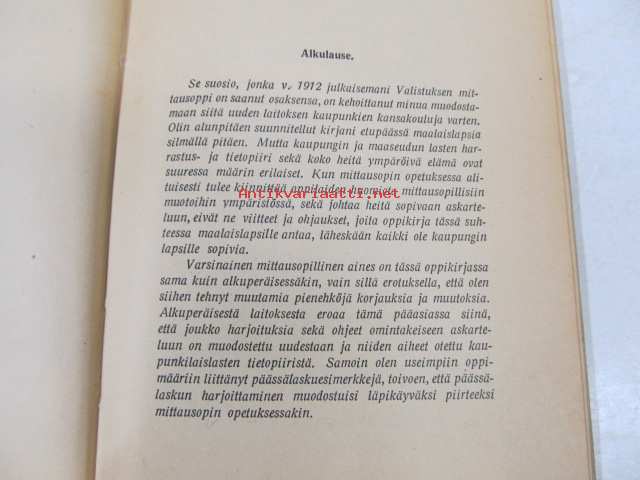 Alkulause.
Se suosio, jonka v. 1912 julkaisemani Valistuksen mit-
tausoppi on saanut osaksensa, on kehoittanut minua muodosta-
maan siitä uuden laitoksen kaupunkien kansakouluja varten.
Olin alunpitäen suunnitellut kirjani etupäässä maalaislapsia
silmällä pitäen. Mutta kaupungin ja maaseudun lasten har-
rastus- ja tietopiiri sekä koko heitä ympäröivä elämä ovat
suuressa määrin erilaiset. Kun mittausopin opetuksessa ali-
tuisesti tulee kiinnittää oppilaiden huomiota mittausopillisiin
Antikvariaatti.net
muotoihin ympäristössä, sekä johtaa heitä sopivaan askarte-
luun, eivät ne viitteet ja ohjaukset, joita oppikirja tässä suh-
teessa maalaislapsille antaa, läheskään kaikki ole kaupungin
lapsille sopivia.
Varsinainen mittausopillinen aines on tässä oppikirjassa
sama kuin alkuperäisessäkin, vain sillä erotuksella, että olen
siihen tehnyt muutamia pienehköjä korjauksia ja muutoksia.
Alkuperäisestä laitoksesta eroaa tämä pääasiassa siinä,
että joukko harjoituksia sekä ohjeet omintakeiseen askarte-
luun on muodostettu uudestaan ja niiden aiheet otettu kau-
punkilaislasten tietopiiristä. Samoin olen useimpiin oppi-
määriin liittänyt päässälaskuesimerkkejä, toivoen, että päässä-
laskun harjoittaminen muodostuisi läpikäyväksi piirteeksi
mittausopin opetuksessakin.